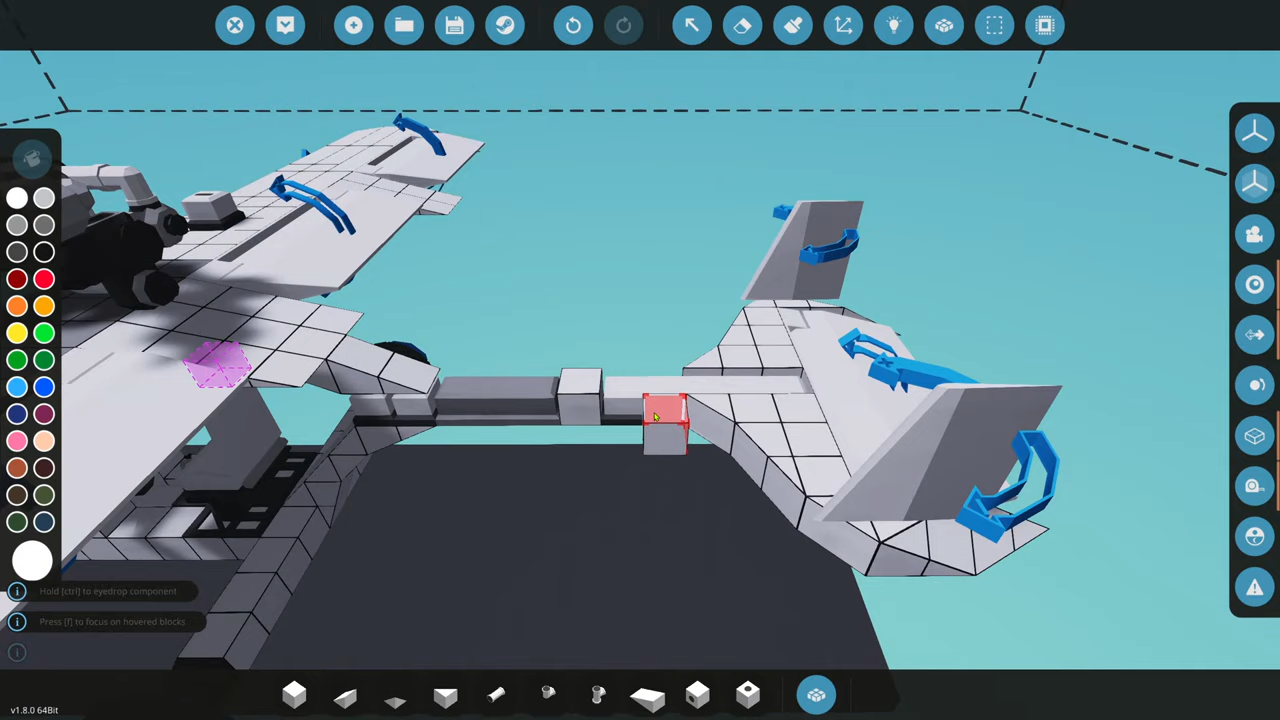 Hold [ctrl] to eyedrop component
Press [f] to focus on hovered blocks
v1.8.0 64Bit